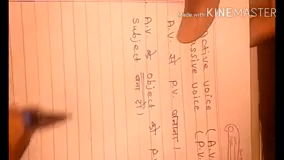 Made with KINEMASTER
Active voice (A.V.
Passive voice (P.V.
A.V. से P.V. बनाना।
A.V. के object को P.
Subject बना दो।